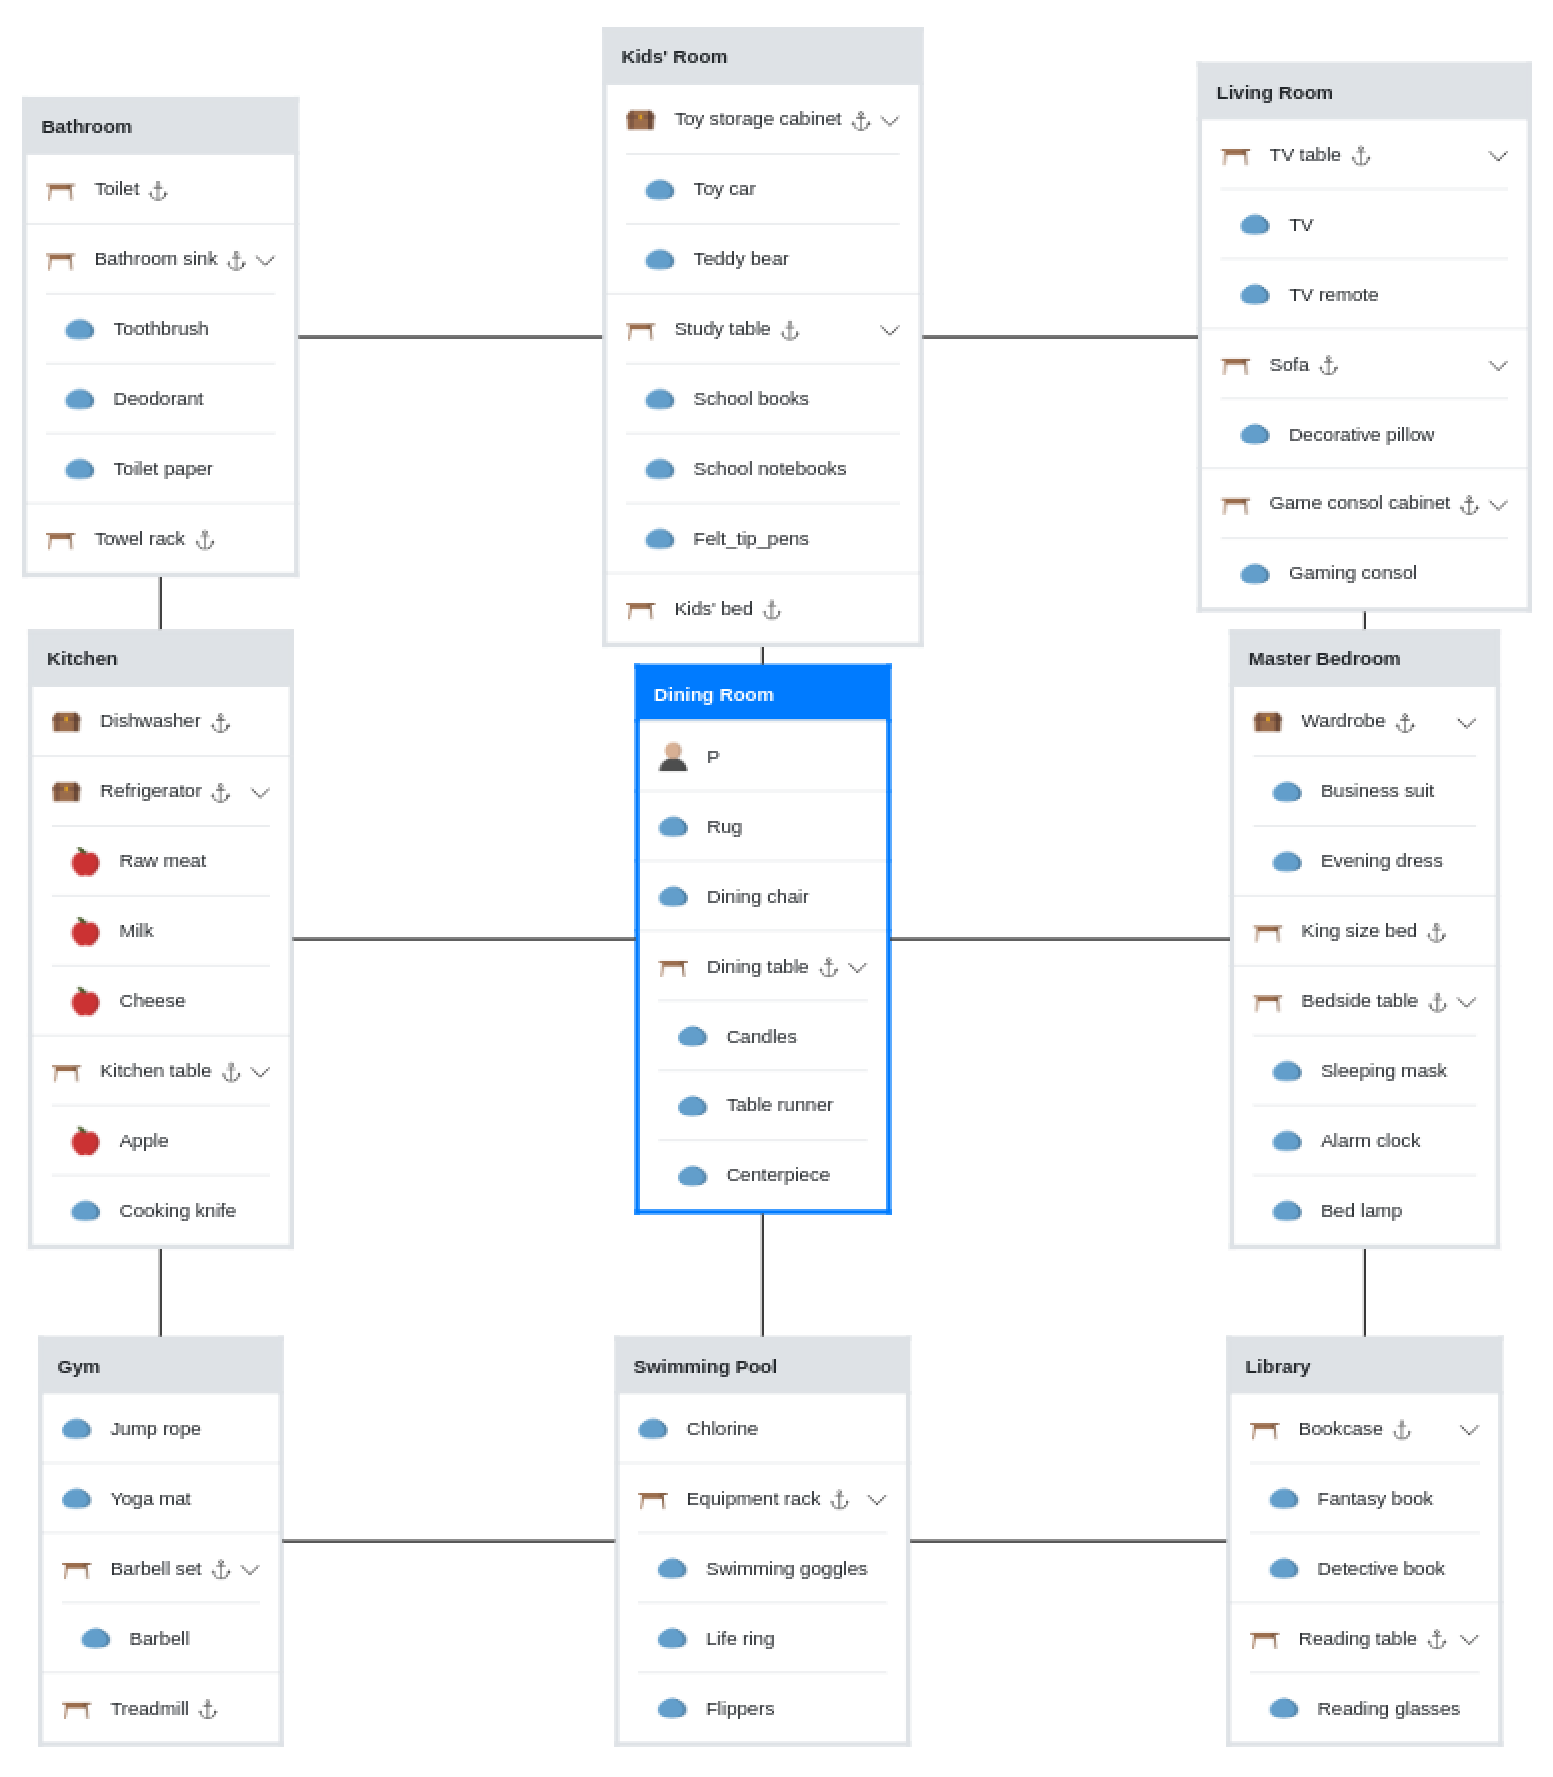 Kids' Room
Toy storage cabinet
Toy car
Teddy bear
Study table
School books
School notebooks
Felt_tip_pens
Kids' bed
Living Room
TV table
TV
TV remote
Sofa
Decorative pillow
Game consol cabinet
Gaming consol
Bathroom
Toilet
Bathroom sink
Toothbrush
Deodorant
Toilet paper
Towel rack
Kitchen
Dishwasher
Refrigerator
Raw meat
Milk
Cheese
Kitchen table
Apple
Cooking knife
Dining Room
P
Rug
Dining chair
Dining table
Candles
Table runner
Centerpiece
Master Bedroom
Wardrobe
Business suit
Evening dress
King size bed
Bedside table
Sleeping mask
Alarm clock
Bed lamp
Gym
Jump rope
Yoga mat
Barbell set
Barbell
Treadmill
Swimming Pool
Chlorine
Equipment rack
Swimming goggles
Life ring
Flippers
Library
Bookcase
Fantasy book
Detective book
Reading table
Reading glasses